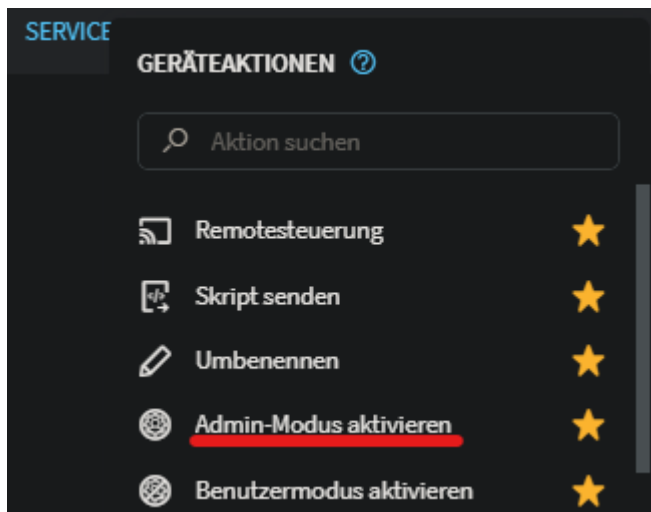 SERVICE
GERÄTEAKTIONEN
Aktion suchen
Remotesteuerung
Skript senden
Umbenennen
Admin-Modus aktivieren
Benutzermodus aktivieren